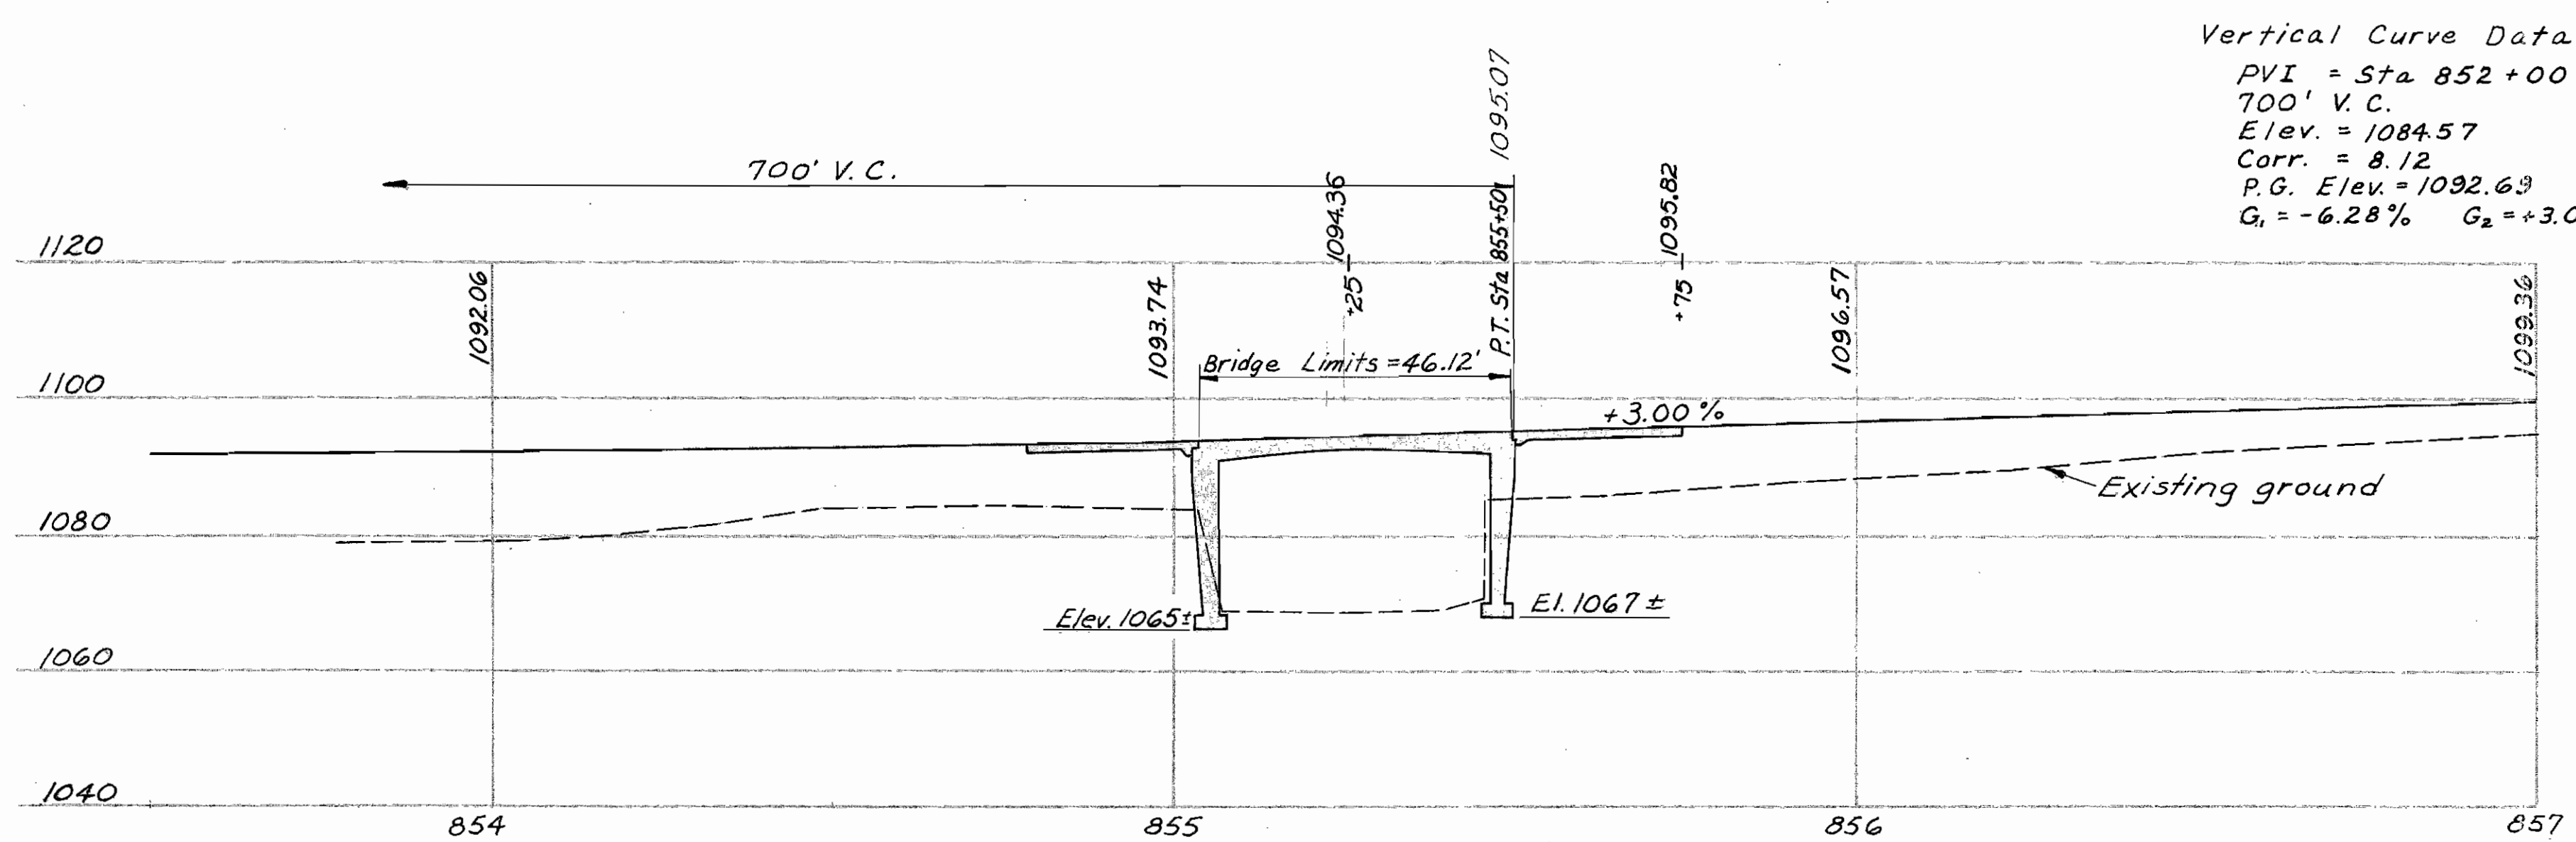 Vertical Curve Data
PVI = Sta 852+00
700' V. C.
Elev. = 1084.57
Corr. = 8.12
P.G. Elev. = 1092.69
G₁ = -6.28% G₂ = +3.0
1095.07
700' V. C.
1094.36
+25
P.T. Sta 855+50
1095.82
+75
1120
1092.06
1093.74
1096.57
1099.36
Bridge Limits = 46.12'
1100
+3.00%
Existing ground
1080
Elev. 1065±
El. 1067±
1060
1040
854
855
856
857